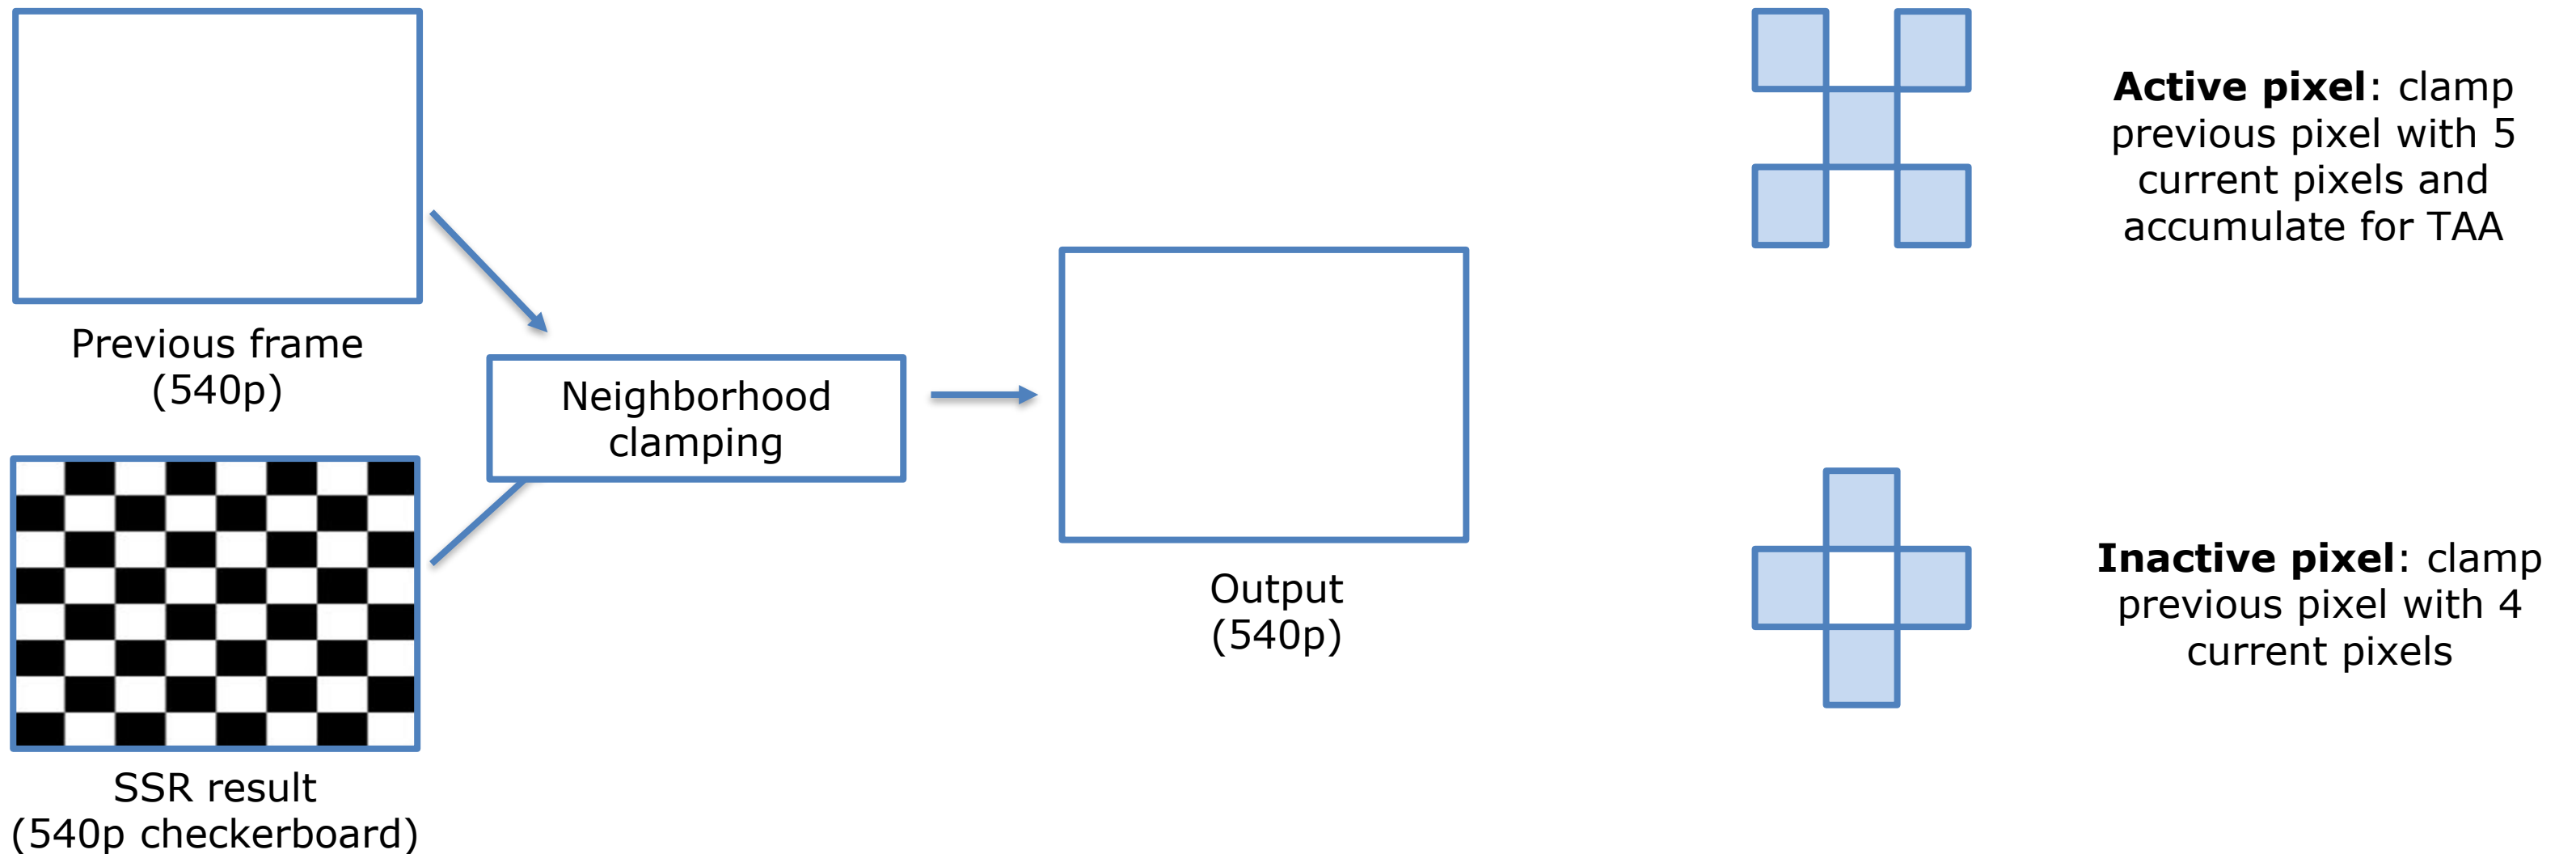 Previous frame
(540p)
SSR result
(540p checkerboard)
Neighborhood
clamping
Output
(540p)
Active pixel: clamp
previous pixel with 5
current pixels and
accumulate for TAA
Inactive pixel: clamp
previous pixel with 4
current pixels